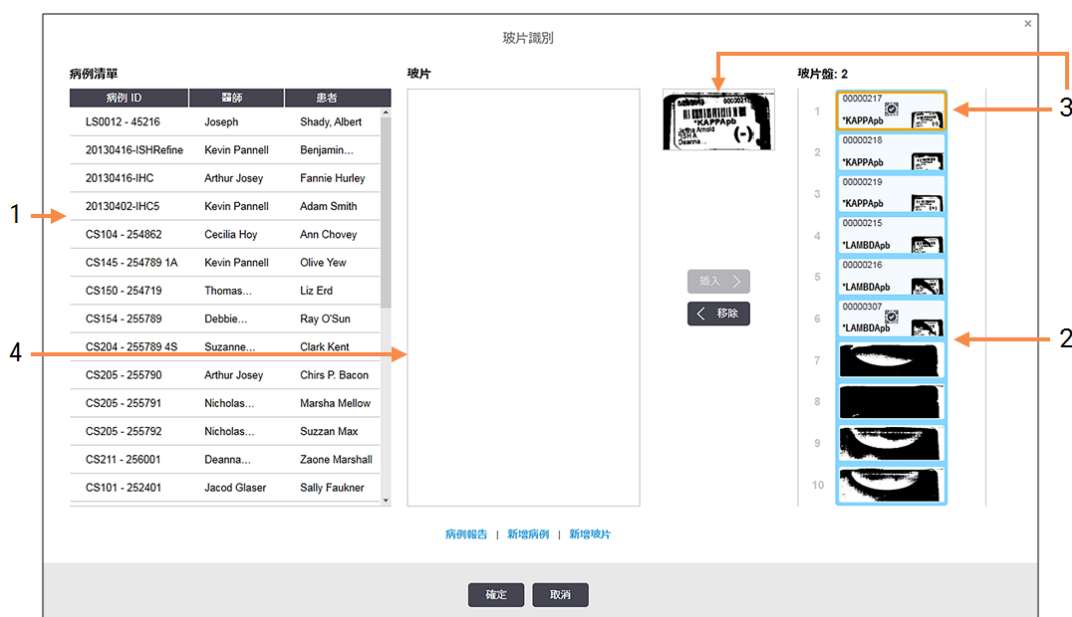 ×
玻片識別
病例清單
病例 ID 醫師 患者
LS0012 - 45216 Joseph Shady, Albert
20130416-ISHRefine Kevin Pannell Benjamin...
20130416-IHC Arthur Josey Fannie Hurley
20130402-IHC5 Kevin Pannell Adam Smith
CS104 - 254862 Cecilia Hoy Ann Chovey
CS145 - 254789 1A Kevin Pannell Olive Yew
CS150 - 254719 Thomas... Liz Erd
CS154 - 255789 Debbie... Ray O'Sun
CS204 - 255789 4S Suzanne... Clark Kent
CS205 - 255790 Arthur Josey Chirs P. Bacon
CS205 - 255791 Nicholas... Marsha Mellow
CS205 - 255792 Nicholas... Suzzan Max
CS211 - 256001 Deanna... Zaone Marshall
CS101 - 252401 Jacod Glaser Sally Faukner
玻片
*KAPPApb
Arnold
(-)
Deanna...
插入 >
< 移除
玻片盤: 2
1 00000217
*KAPPApb
2 00000218
*KAPPApb
3 00000219
*KAPPApb
4 00000215
*LAMBDApb
5 00000216
*LAMBDApb
6 00000307
*LAMBDApb
7
8
9
10
病例報告 | 新增病例 | 新增玻片
確定 取消
1
4
3
2